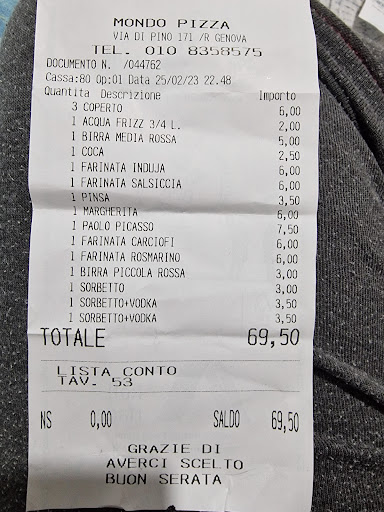 MONDO PIZZA
VIA DI PINO 171 /R GENOVA
TEL. 010 8358575
DOCUMENTO N. /044762
Cassa:80 Op:01 Data 25/02/23 22.48
Quantita Descrizione Importo
3 COPERTO 6,00
1 ACQUA FRIZZ 3/4 L. 2,00
1 BIRRA MEDIA ROSSA 5,00
1 COCA 2,50
1 FARINATA INDUJA 6,00
1 FARINATA SALSICCIA 6,00
1 PINSA 3,50
1 MARGHERITA 6,00
1 PAOLO PICASSO 7,50
1 FARINATA CARCIOFI 6,00
1 FARINATA ROSMARINO 6,00
1 BIRRA PICCOLA ROSSA 3,00
1 SORBETTO 3,00
1 SORBETTO+VODKA 3,50
1 SORBETTO+VODKA 3,50
TOTALE 69,50
LISTA CONTO
TAV. 53
NS 0,00 SALDO 69,50
GRAZIE DI
AVERCI SCELTO
BUON SERATA